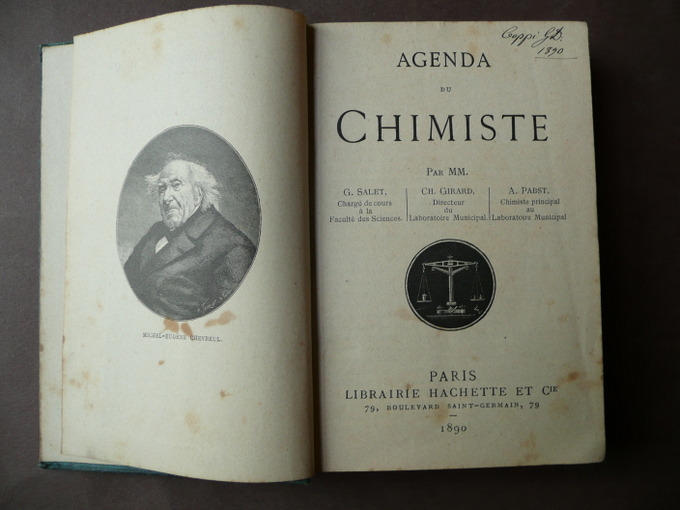 MICHEL-EUGÈNE CHEVREUL.
1890
AGENDA
DU
CHIMISTE
PAR MM.
G. SALET,
Chargé de cours
à la
Faculté des Sciences.
CH. GIRARD,
Directeur
du
Laboratoire Municipal.
A. PABST,
Chimiste principal
au
Laboratoire Municipal
PARIS
LIBRAIRIE HACHETTE ET CIE
79, BOULEVARD SAINT-GERMAIN, 79
1890